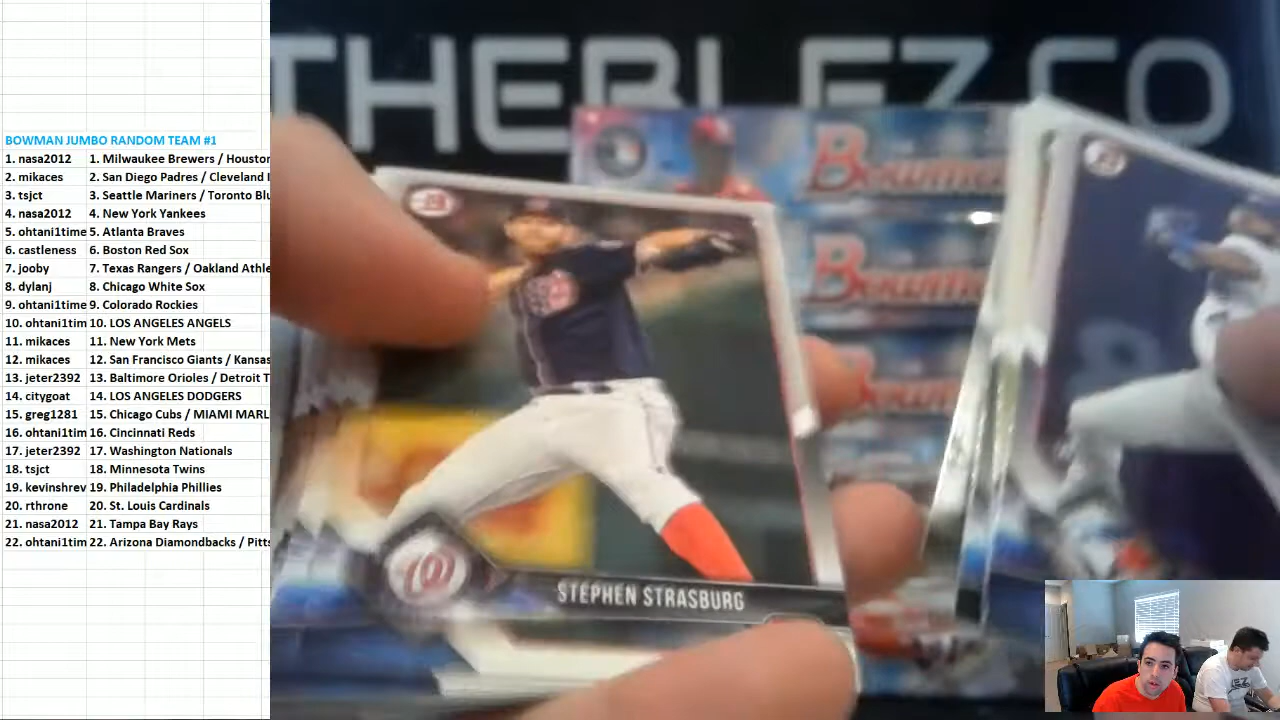 THEBLEZ.CO
BOWMAN JUMBO RANDOM TEAM #1
1. nasa2012 1. Milwaukee Brewers / Houston
2. mikaces 2. San Diego Padres / Cleveland I
3. tsjct 3. Seattle Mariners / Toronto Blu
4. nasa2012 4. New York Yankees
5. ohtani1time 5. Atlanta Braves
6. castleness 6. Boston Red Sox
7. jooby 7. Texas Rangers / Oakland Athle
8. dylanj 8. Chicago White Sox
9. ohtani1time 9. Colorado Rockies
10. ohtani1tim 10. LOS ANGELES ANGELS
11. mikaces 11. New York Mets
12. mikaces 12. San Francisco Giants / Kansas
13. jeter2392 13. Baltimore Orioles / Detroit T
14. citygoat 14. LOS ANGELES DODGERS
15. greg1281 15. Chicago Cubs / MIAMI MARL
16. ohtani1tim 16. Cincinnati Reds
17. jeter2392 17. Washington Nationals
18. tsjct 18. Minnesota Twins
19. kevinshrev 19. Philadelphia Phillies
20. rthrone 20. St. Louis Cardinals
21. nasa2012 21. Tampa Bay Rays
22. ohtani1tim 22. Arizona Diamondbacks / Pitts
Bowma
Bowma
Bowma
W
STEPHEN STRASBURG